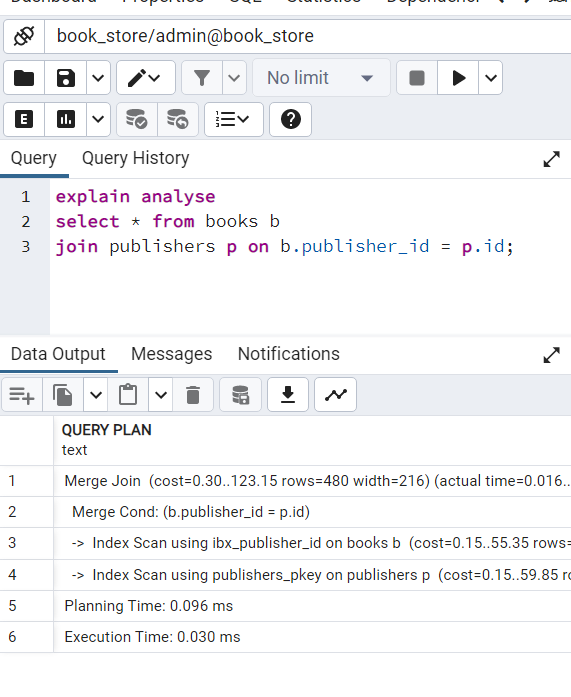 Dashboard Properties SQL Statistics
book_store/admin@book_store
No limit
E
Query Query History
1 explain analyse
2 select * from books b
3 join publishers p on b.publisher_id = p.id;
Data Output Messages Notifications
QUERY PLAN
text
1 Merge Join (cost=0.30..123.15 rows=480 width=216) (actual time=0.016..
2 Merge Cond: (b.publisher_id = p.id)
3 -> Index Scan using ibx_publisher_id on books b (cost=0.15..55.35 rows=
4 -> Index Scan using publishers_pkey on publishers p (cost=0.15..59.85 ro
5 Planning Time: 0.096 ms
6 Execution Time: 0.030 ms